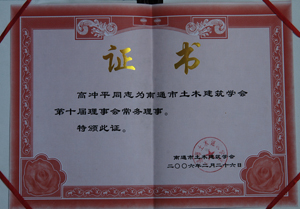 证书
高冲平同志为南通市土木建筑学会
第十届理事会常务理事。
特颁此证。
南通市土木建筑学会
二〇〇六年二月二十六日